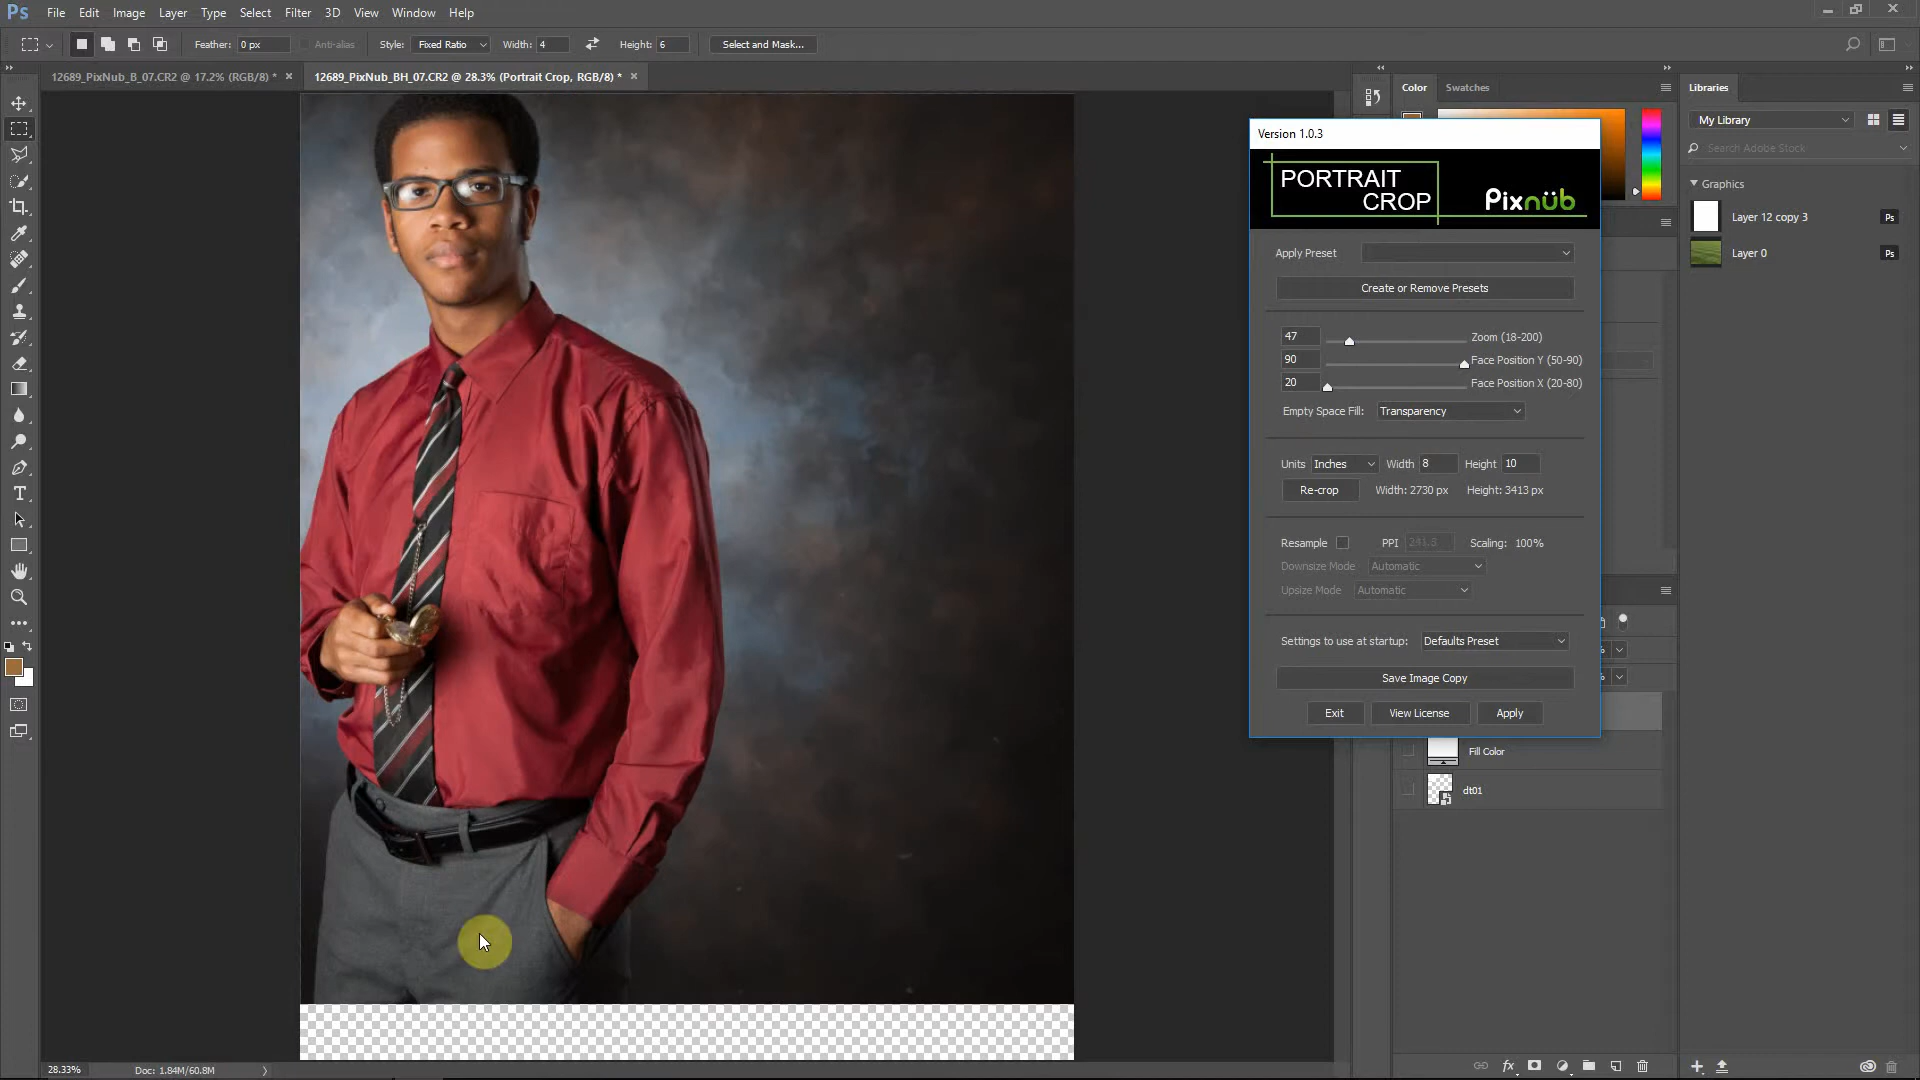 Ps File Edit Image Layer Type Select Filter 3D View Window Help
Feather: 0 px Anti-alias Style: Fixed Ratio Width: 4 Height: 6 Select and Mask...
12689_PixNub_B_07.CR2 @ 17.2% (RGB/8) * 12689_PixNub_BH_07.CR2 @ 28.3% (Portrait Crop, RGB/8) *
Color Swatches
Libraries
My Library
Search Adobe Stock
Graphics
Layer 12 copy 3 Ps
Layer 0 Ps
Version 1.0.3
PORTRAIT
CROP
Pixnüb
Apply Preset
Create or Remove Presets
47 Zoom (18-200)
90 Face Position Y (50-90)
20 Face Position X (20-80)
Empty Space Fill: Transparency
Units Inches Width 8 Height 10
Re-crop Width: 2730 px Height: 3413 px
Resample PPI 241.3 Scaling: 100%
Downsize Mode Automatic
Upsize Mode Automatic
Settings to use at startup: Defaults Preset
Save Image Copy
Exit View License Apply
%
%
Fill Color
dt01
fx
28.33% Doc: 1.84M/60.8M